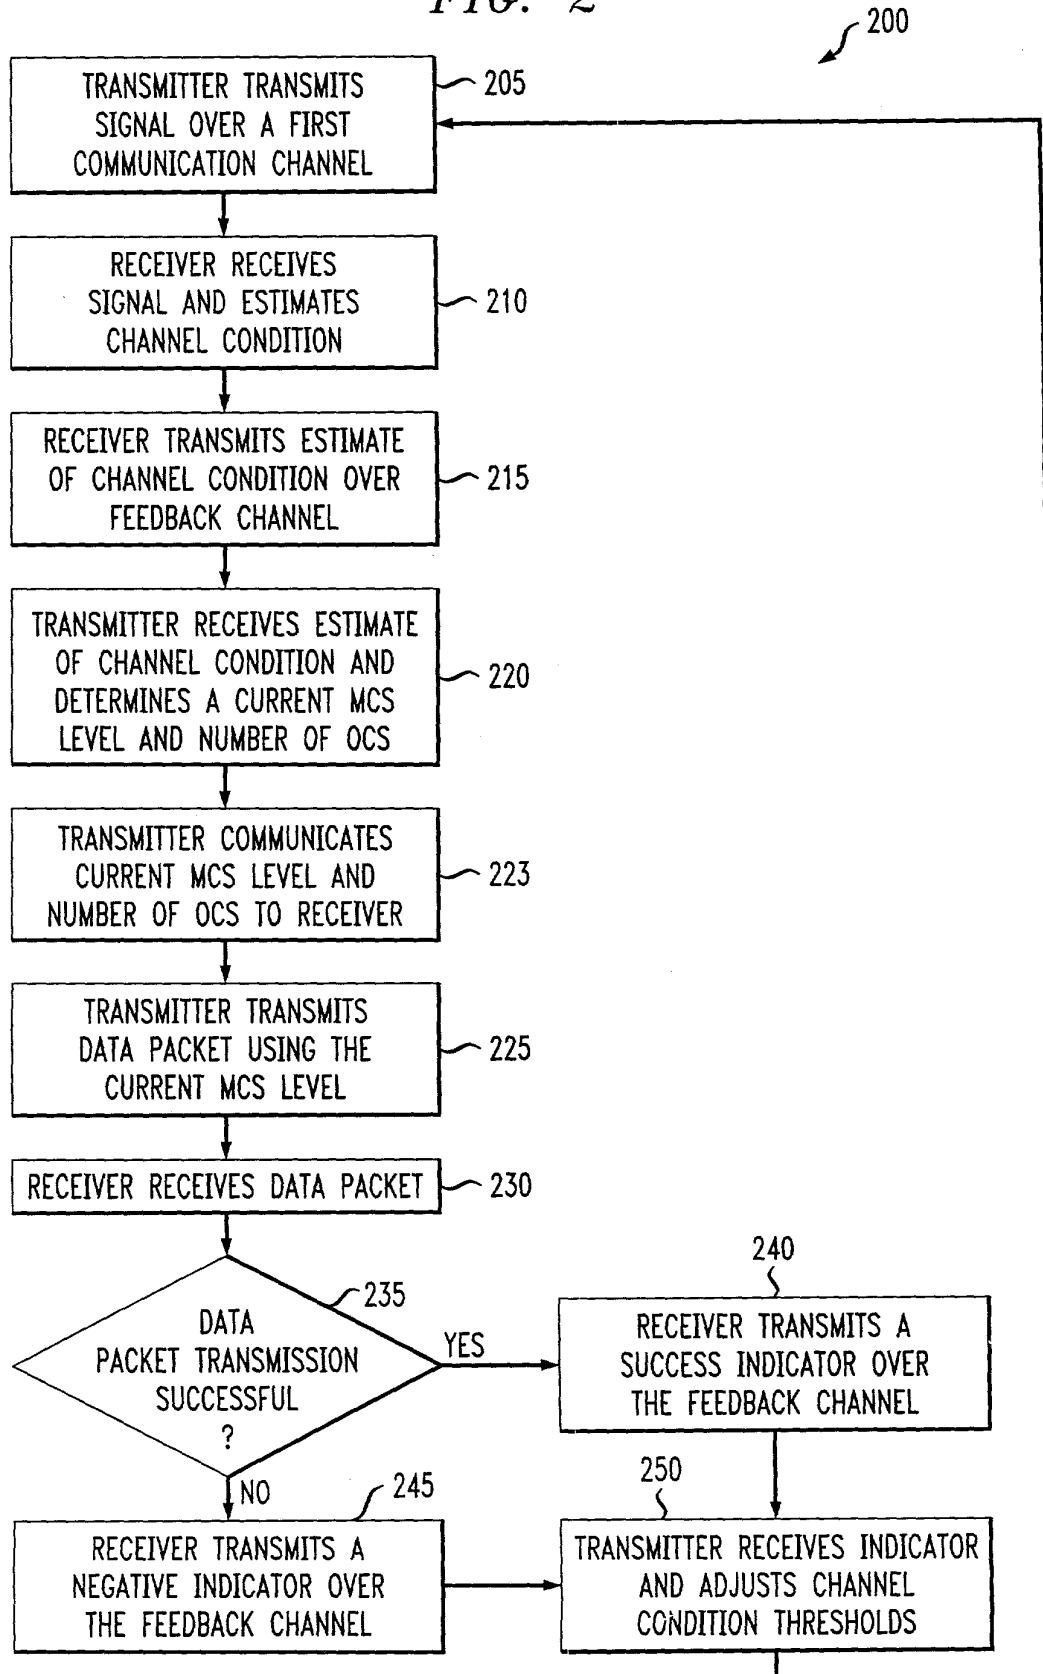 FIG. 2
200
TRANSMITTER TRANSMITS
SIGNAL OVER A FIRST
COMMUNICATION CHANNEL
205
RECEIVER RECEIVES
SIGNAL AND ESTIMATES
CHANNEL CONDITION
210
RECEIVER TRANSMITS ESTIMATE
OF CHANNEL CONDITION OVER
FEEDBACK CHANNEL
215
TRANSMITTER RECEIVES ESTIMATE
OF CHANNEL CONDITION AND
DETERMINES A CURRENT MCS
LEVEL AND NUMBER OF OCS
220
TRANSMITTER COMMUNICATES
CURRENT MCS LEVEL AND
NUMBER OF OCS TO RECEIVER
223
TRANSMITTER TRANSMITS
DATA PACKET USING THE
CURRENT MCS LEVEL
225
RECEIVER RECEIVES DATA PACKET
230
DATA
PACKET TRANSMISSION
SUCCESSFUL
?
235
YES
240
RECEIVER TRANSMITS A
SUCCESS INDICATOR OVER
THE FEEDBACK CHANNEL
NO
245
RECEIVER TRANSMITS A
NEGATIVE INDICATOR OVER
THE FEEDBACK CHANNEL
250
TRANSMITTER RECEIVES INDICATOR
AND ADJUSTS CHANNEL
CONDITION THRESHOLDS